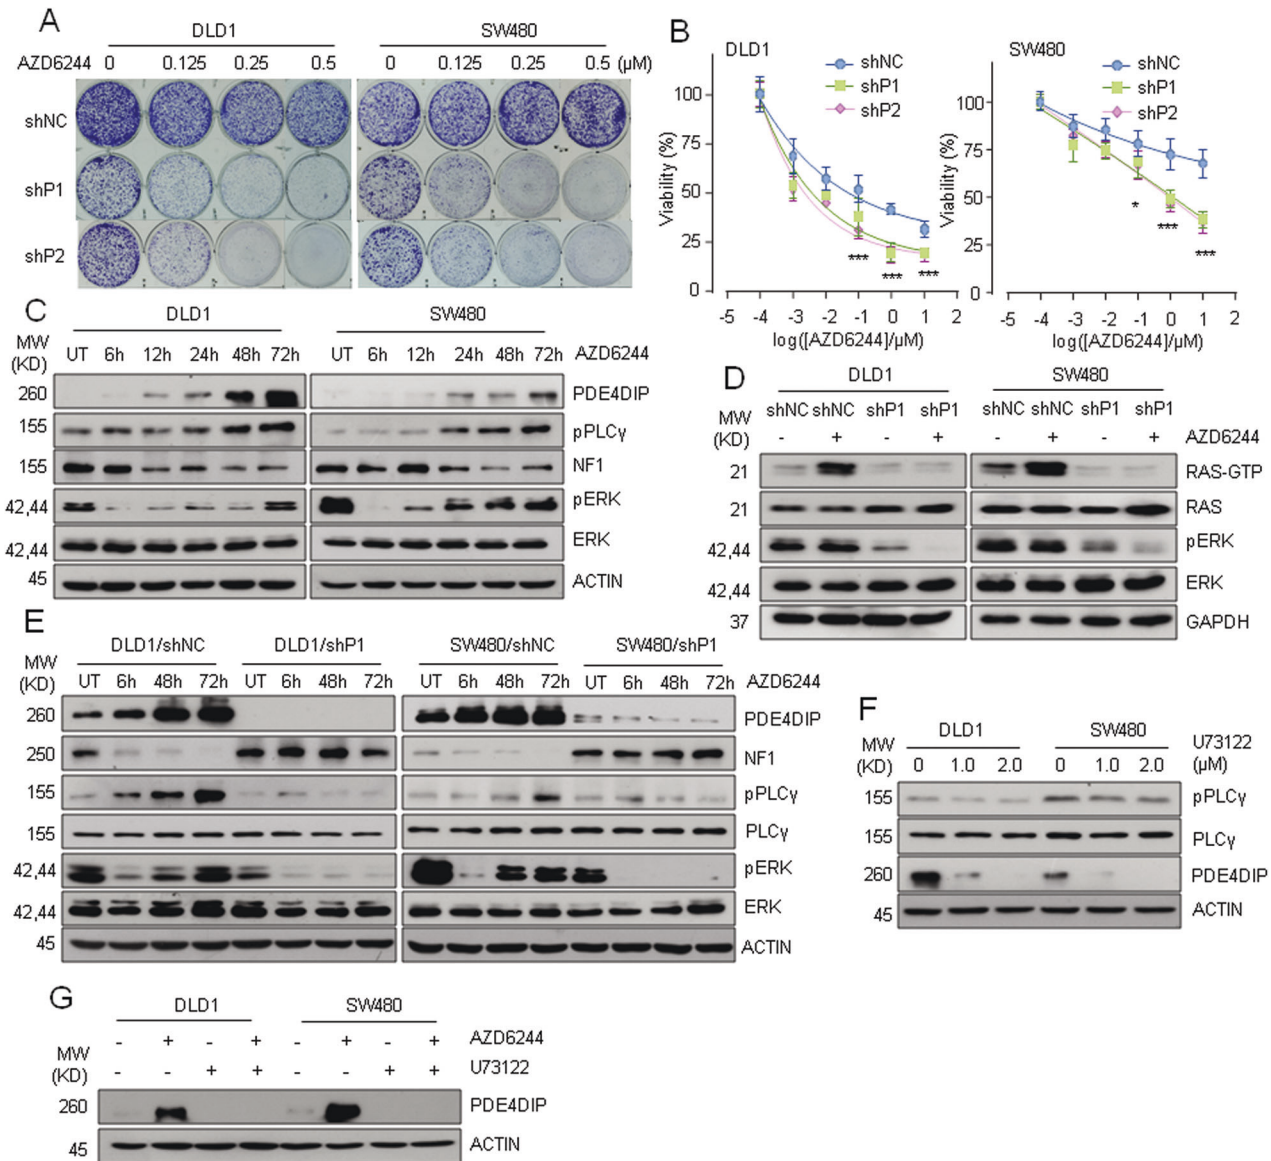 A
DLD1 SW480
AZD6244 0 0.125 0.25 0.5 0 0.125 0.25 0.5 (μM)
shNC
shP1
shP2
B
DLD1
shNC
shP1
shP2
Viability (%)
100
75
50
25
0
-5 -4 -3 -2 -1 0 1 2
log([AZD6244]/μM)
*** *** ***
SW480
shNC
shP1
shP2
Viability (%)
100
75
50
25
0
-5 -4 -3 -2 -1 0 1 2
log([AZD6244]/μM)
* *** ***
C
DLD1 SW480
MW (KD)
UT 6h 12h 24h 48h 72h UT 6h 12h 24h 48h 72h AZD6244
260 PDE4DIP
155 pPLCγ
155 NF1
42,44 pERK
42,44 ERK
45 ACTIN
D
DLD1 SW480
MW (KD)
shNC shNC shP1 shP1 shNC shNC shP1 shP1
- + - + - + - + AZD6244
21 RAS-GTP
21 RAS
42,44 pERK
42,44 ERK
37 GAPDH
E
DLD1/shNC DLD1/shP1 SW480/shNC SW480/shP1
MW (KD)
UT 6h 48h 72h UT 6h 48h 72h UT 6h 48h 72h UT 6h 48h 72h AZD6244
260 PDE4DIP
250 NF1
155 pPLCγ
155 PLCγ
42,44 pERK
42,44 ERK
45 ACTIN
F
DLD1 SW480 U73122
MW (KD)
0 1.0 2.0 0 1.0 2.0 (μM)
155 pPLCγ
155 PLCγ
260 PDE4DIP
45 ACTIN
G
DLD1 SW480
MW (KD)
- + - + - + - + AZD6244
- - + + - - + + U73122
260 PDE4DIP
45 ACTIN